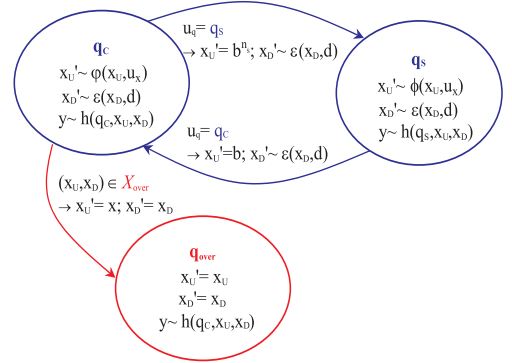 u_q= q_S
→ x_U'= b^{n_s}; x_D'~ ε(x_D,d)
q_C
x_U'~ φ(x_U,u_x)
x_D'~ ε(x_D,d)
y~ h(q_C,x_U,x_D)
q_S
x_U'~ ϕ(x_U,u_x)
x_D'~ ε(x_D,d)
y~ h(q_S,x_U,x_D)
u_q= q_C
→ x_U'=b; x_D'~ ε(x_D,d)
(x_U,x_D) ∈ X_over
→ x_U'= x; x_D'= x_D
q_over
x_U'= x_U
x_D'= x_D
y~ h(q_C,x_U,x_D)